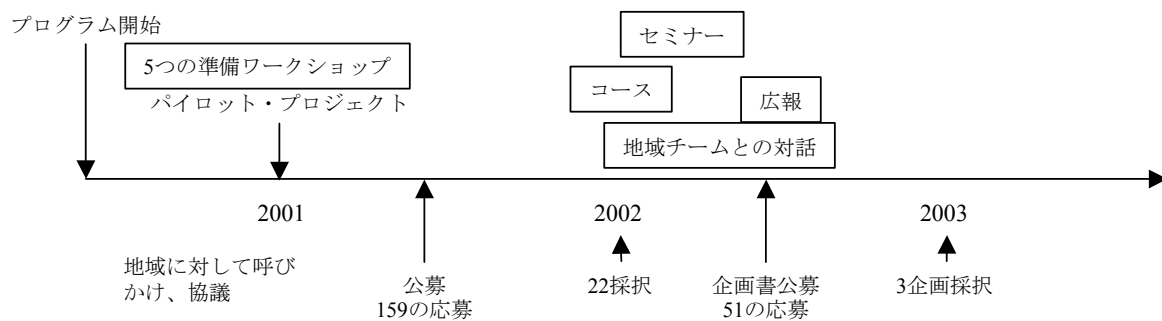 プログラム開始
セミナー
5つの準備ワークショップ
コース
パイロット・プロジェクト
広報
地域チームとの対話
2001
2002
2003
地域に対して呼び
かけ、協議
公募
159の応募
22採択
企画書公募
51の応募
3企画採択